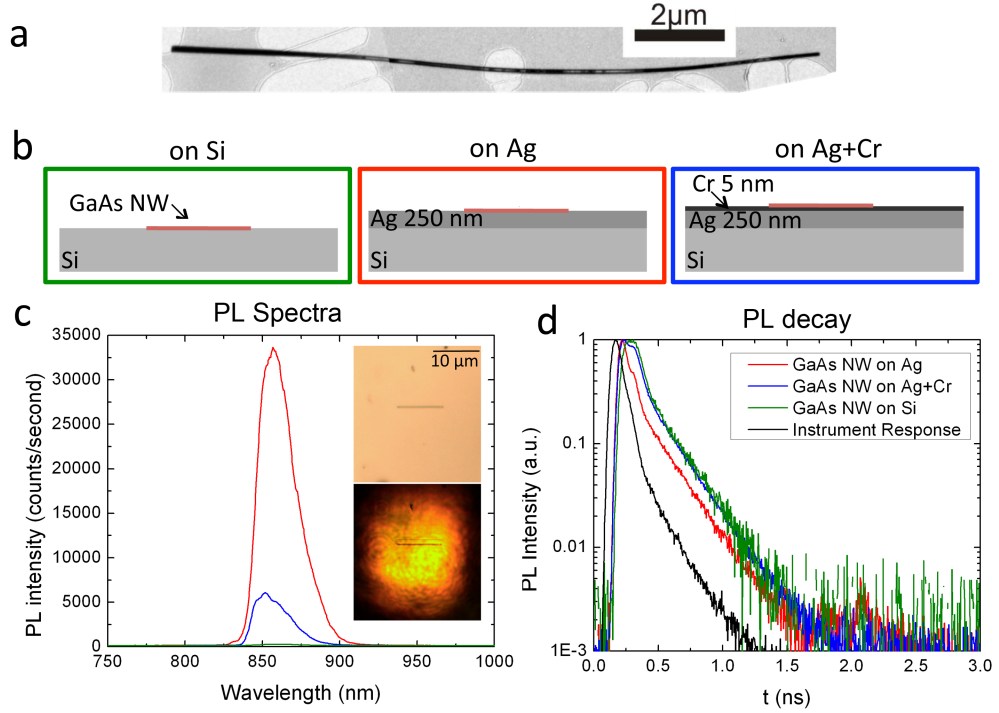 a
2µm
b
on Si
on Ag
on Ag+Cr
GaAs NW
Si
Ag 250 nm
Si
Cr 5 nm
Ag 250 nm
Si
c
PL Spectra
35000
30000
25000
20000
15000
10000
5000
0
PL intensity (counts/second)
750
800
850
900
950
1000
Wavelength (nm)
10 µm
d
PL decay
1
0.1
0.01
1E-3
PL Intensity (a.u.)
GaAs NW on Ag
GaAs NW on Ag+Cr
GaAs NW on Si
Instrument Response
0.0
0.5
1.0
1.5
2.0
2.5
3.0
t (ns)